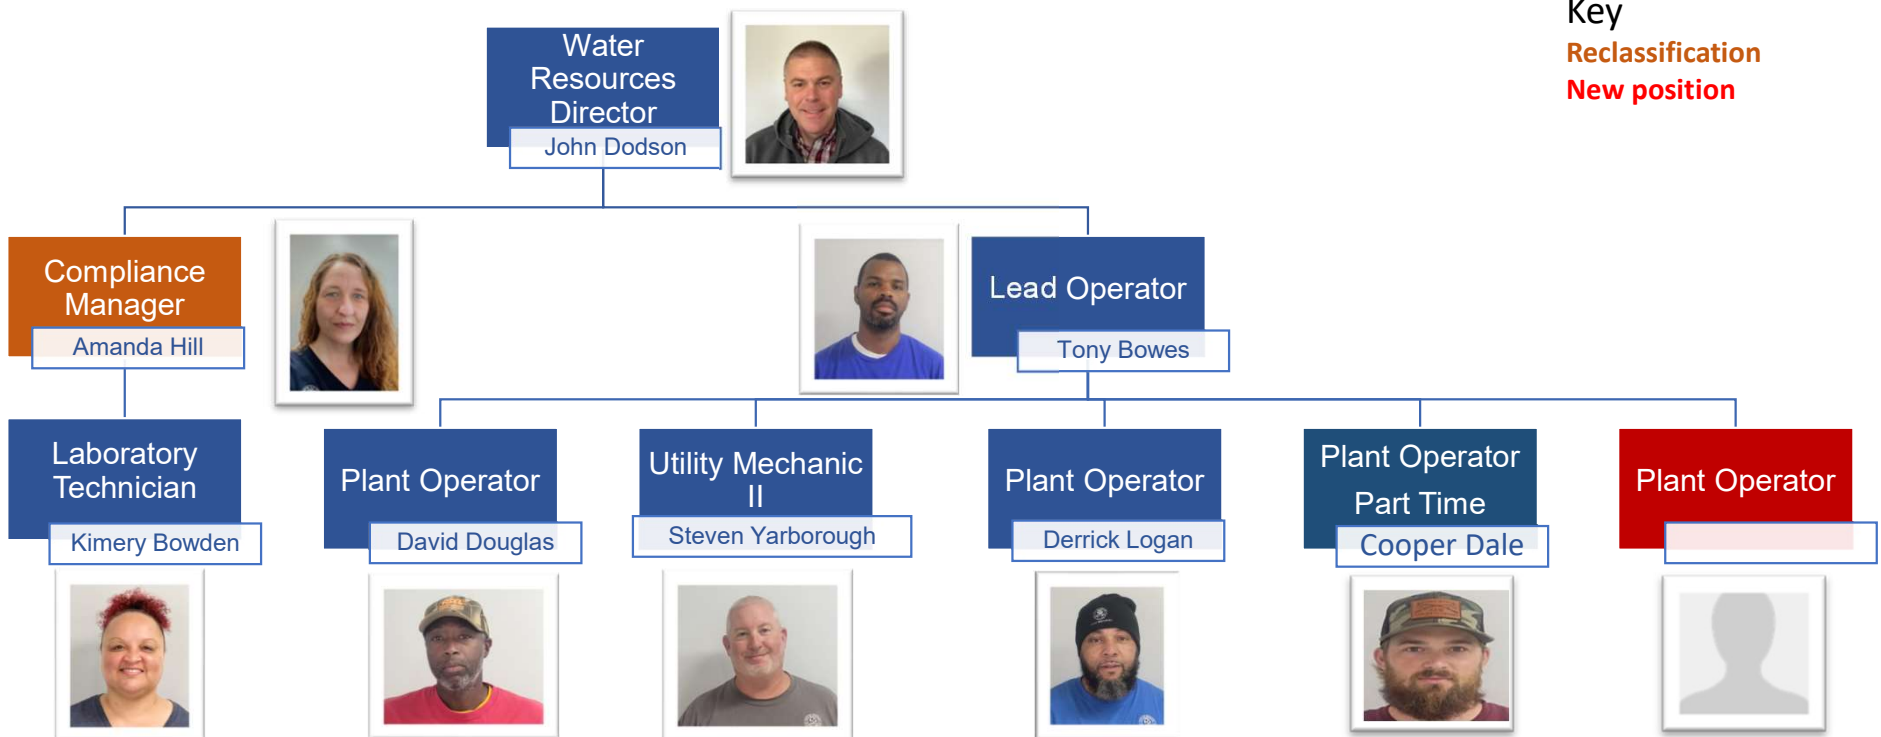 Key
Reclassification
New position
Water
Resources
Director
John Dodson
Compliance
Manager
Amanda Hill
Lead Operator
Tony Bowes
Laboratory
Technician
Kimery Bowden
Plant Operator
David Douglas
Utility Mechanic
II
Steven Yarborough
Plant Operator
Derrick Logan
Plant Operator
Part Time
Cooper Dale
Plant Operator